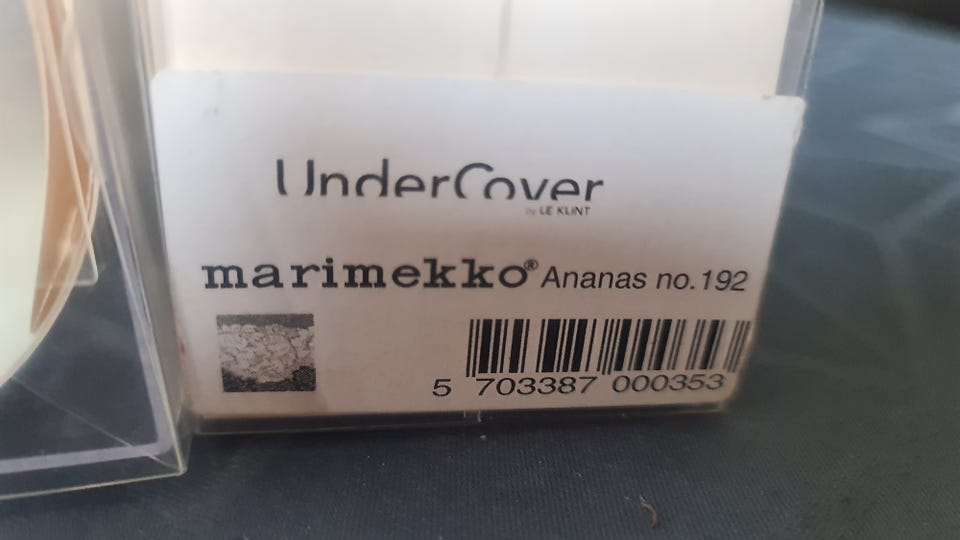 UnderCover
by LE KLINT
marimekko® Ananas no.192
5 703387 000353